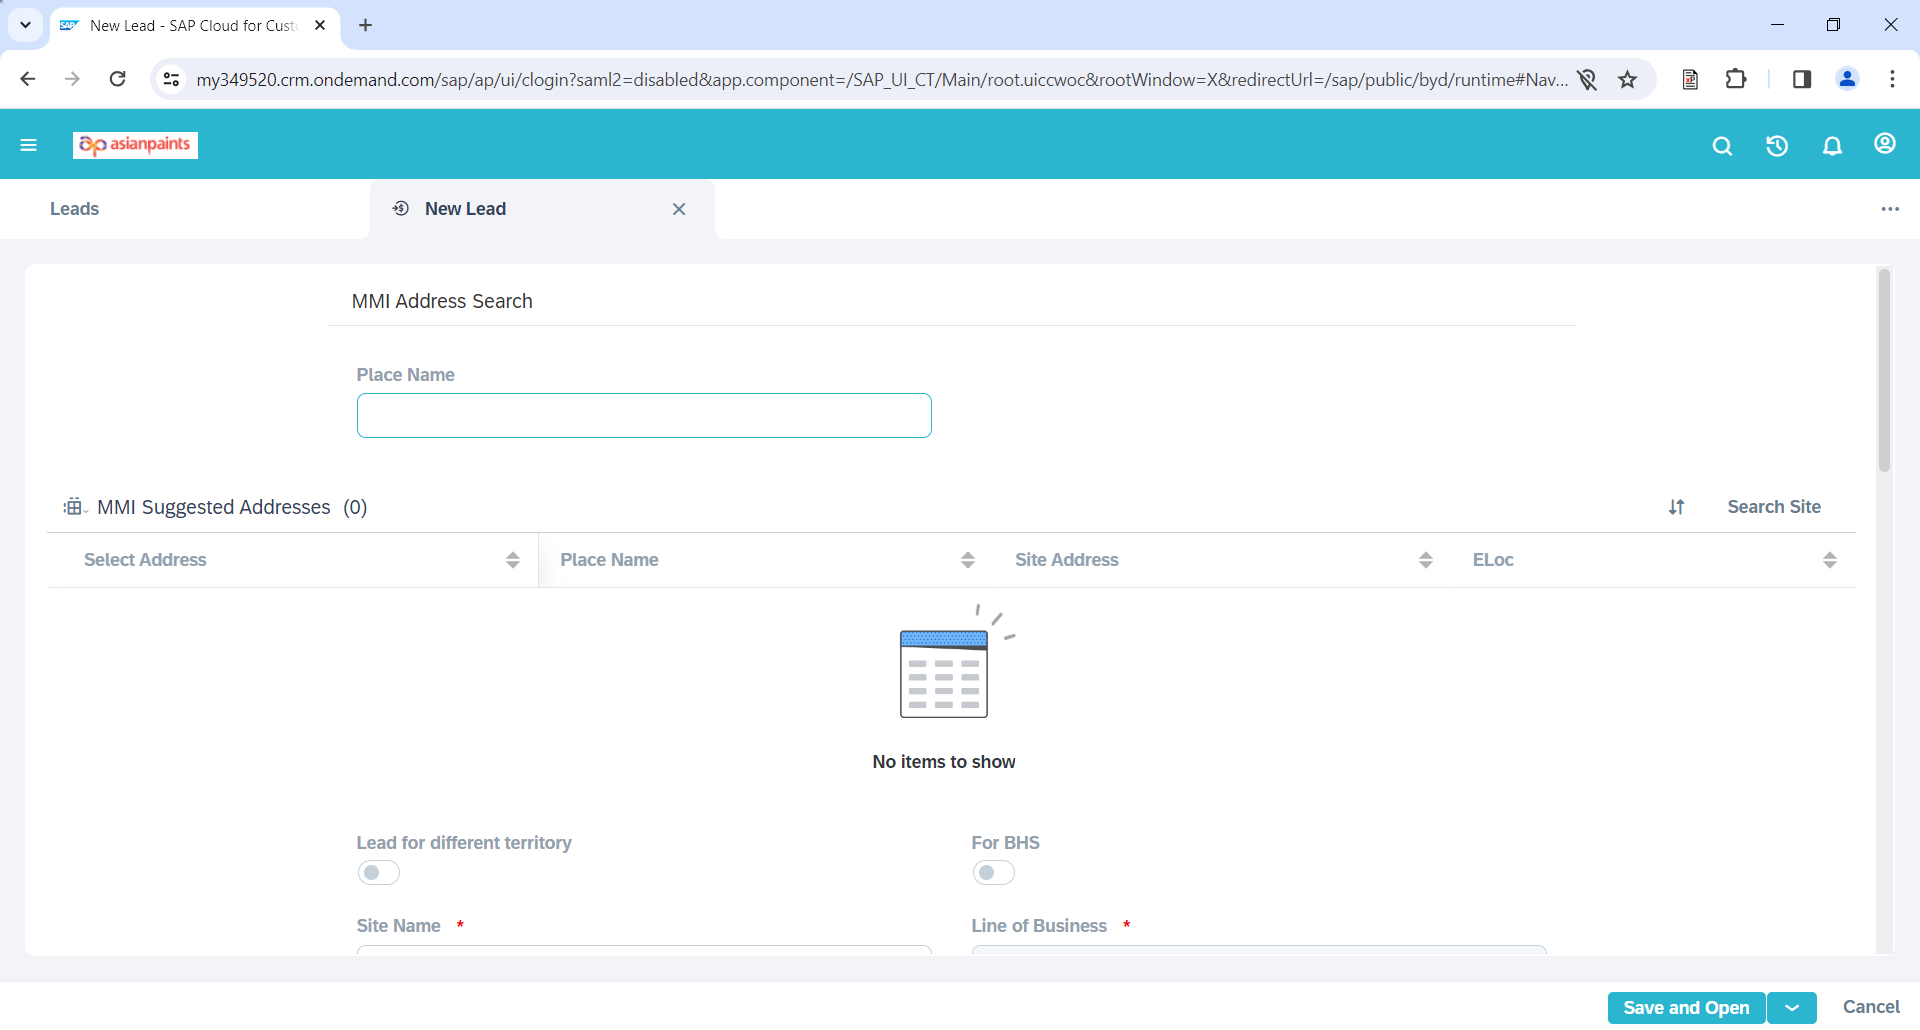 New Lead - SAP Cloud for Cust
my349520.crm.ondemand.com/sap/ap/ui/clogin?saml2=disabled&app.component=/SAP_UI_CT/Main/root.uiccwoc&rootWindow=X&redirectUrl=/sap/public/byd/runtime#Nav...
ap asianpaints
Leads
New Lead
MMI Address Search
Place Name
MMI Suggested Addresses (0)
Search Site
Select Address
Place Name
Site Address
ELoc
No items to show
Lead for different territory
For BHS
Site Name *
Line of Business *
Save and Open
Cancel